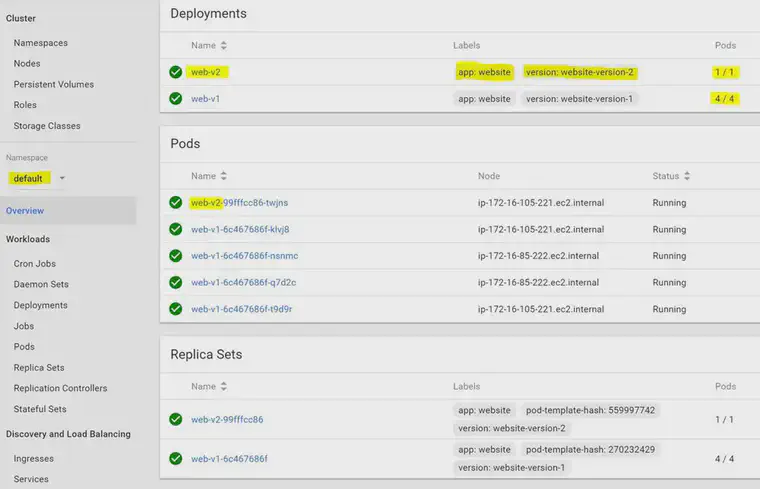 Cluster
Namespaces
Nodes
Persistent Volumes
Roles
Storage Classes
Namespace
default
Overview
Workloads
Cron Jobs
Daemon Sets
Deployments
Jobs
Pods
Replica Sets
Replication Controllers
Stateful Sets
Discovery and Load Balancing
Ingresses
Services
Deployments
Name Labels Pods
web-v2 app: website version: website-version-2 1 / 1
web-v1 app: website version: website-version-1 4 / 4
Pods
Name Node Status
web-v2-99fffcc86-twjns ip-172-16-105-221.ec2.internal Running
web-v1-6c467686f-klvj8 ip-172-16-105-221.ec2.internal Running
web-v1-6c467686f-nsnmc ip-172-16-85-222.ec2.internal Running
web-v1-6c467686f-q7d2c ip-172-16-85-222.ec2.internal Running
web-v1-6c467686f-t9d9r ip-172-16-105-221.ec2.internal Running
Replica Sets
Name Labels Pods
web-v2-99fffcc86 app: website pod-template-hash: 559997742 1 / 1
version: website-version-2
web-v1-6c467686f app: website pod-template-hash: 270232429 4 / 4
version: website-version-1